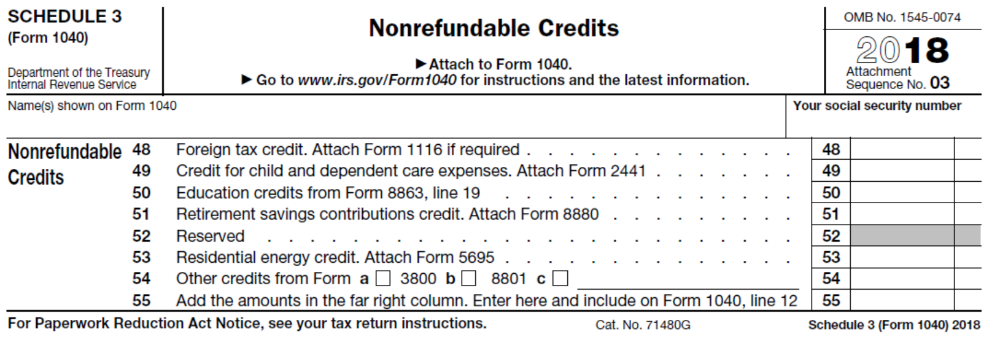 SCHEDULE 3
(Form 1040)
Department of the Treasury
Internal Revenue Service
Nonrefundable Credits
▶ Attach to Form 1040.
▶ Go to www.irs.gov/Form1040 for instructions and the latest information.
OMB No. 1545-0074
2018
Attachment
Sequence No. 03
Name(s) shown on Form 1040
Your social security number
Nonrefundable
Credits
48 Foreign tax credit. Attach Form 1116 if required . . . . . . . . . . . . . 48
49 Credit for child and dependent care expenses. Attach Form 2441 . . . . . . . 49
50 Education credits from Form 8863, line 19 . . . . . . . . . . . . . . 50
51 Retirement savings contributions credit. Attach Form 8880 . . . . . . . . . 51
52 Reserved . . . . . . . . . . . . . . . . . . . . . . . . . 52
53 Residential energy credit. Attach Form 5695 . . . . . . . . . . . . . . 53
54 Other credits from Form a ☐ 3800 b ☐ 8801 c ☐ 54
55 Add the amounts in the far right column. Enter here and include on Form 1040, line 12 55
For Paperwork Reduction Act Notice, see your tax return instructions. Cat. No. 71480G Schedule 3 (Form 1040) 2018